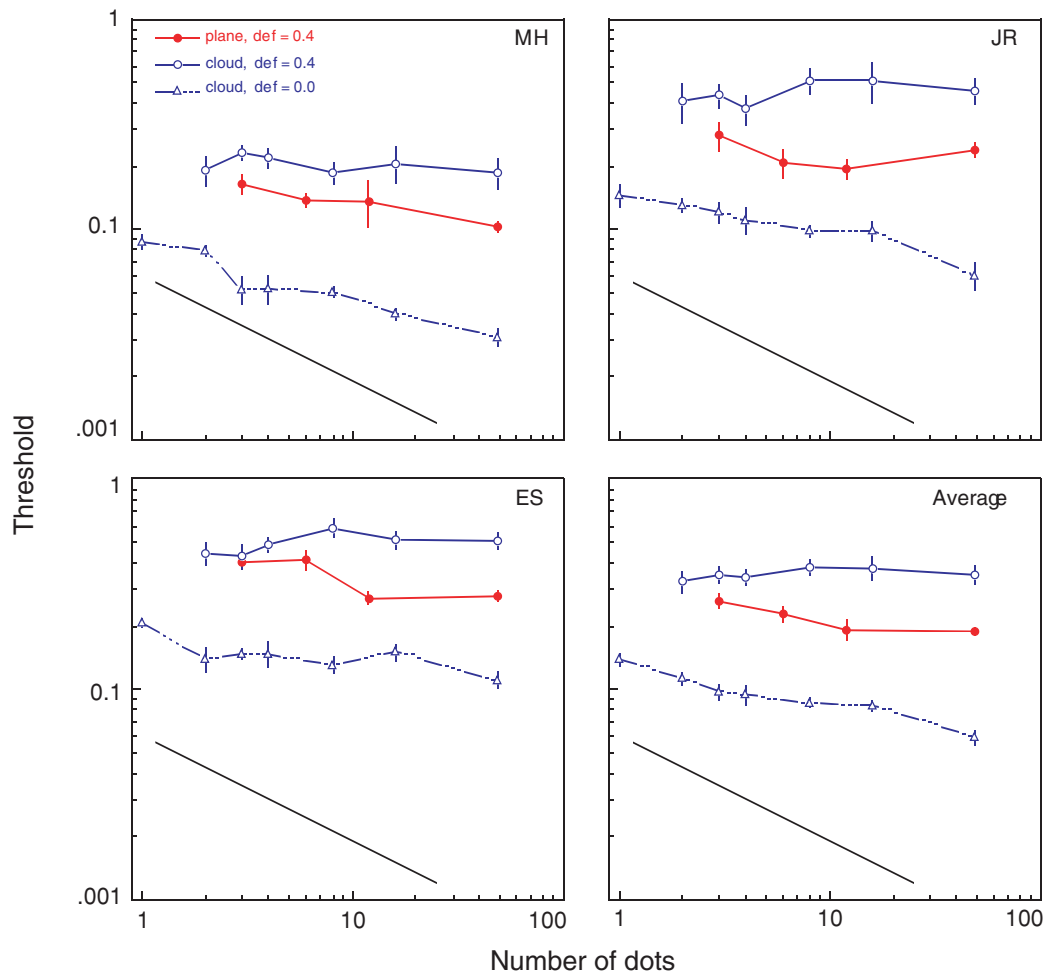 1
MH
JR
plane, def = 0.4
cloud, def = 0.4
cloud, def = 0.0
0.1
.001
Threshold
1
ES
Average
0.1
.001
1
10
100
1
10
100
Number of dots